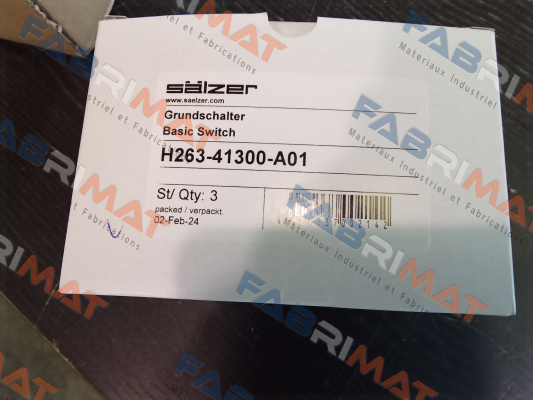 sälzer
www.saelzer.com
Grundschalter
Basic Switch
H263-41300-A01
St/ Qty: 3
packed / verpackt
02-Feb-24
FABRIMAT
Materiaux Industriel et Fabrications